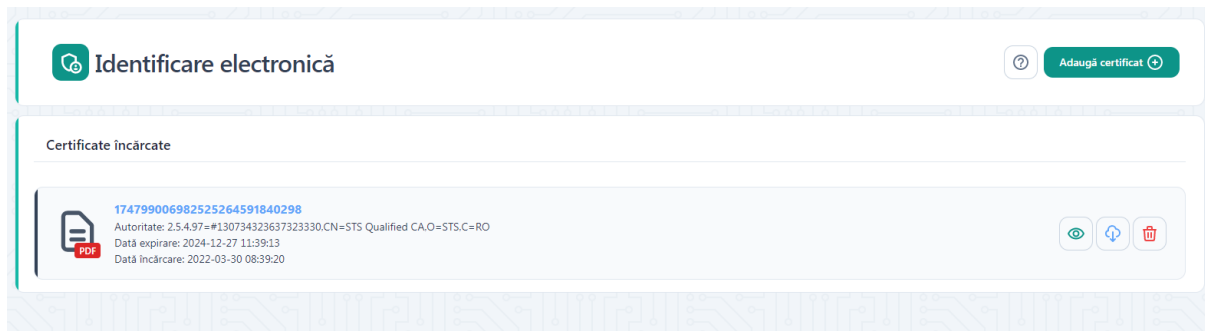 Identificare electronică
Adaugă certificat
Certificate încărcate
174799006982525264591840298
Autoritate: 2.5.4.97=#130734323637323330.CN=STS Qualified CA.O=STS.C=RO
Dată expirare: 2024-12-27 11:39:13
Dată încărcare: 2022-03-30 08:39:20
PDF